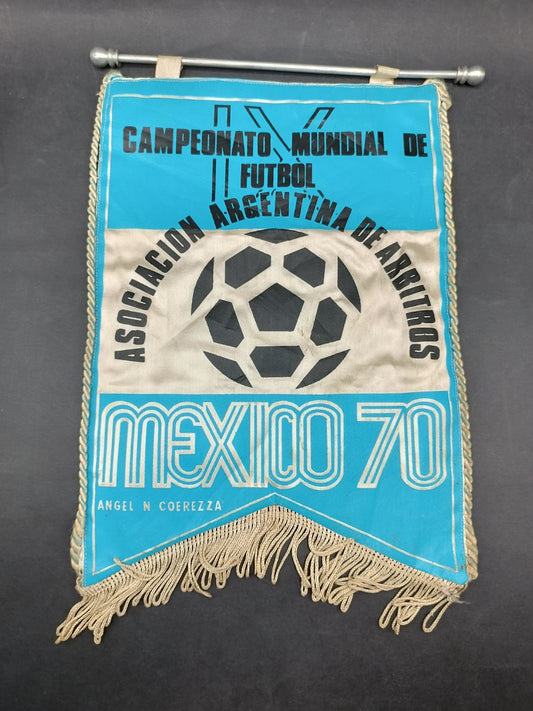 IX
CAMPEONATO MUNDIAL DE
FUTBOL
ASOCIACION ARGENTINA DE ARBITROS
MEXICO 70
ANGEL N COEREZZA